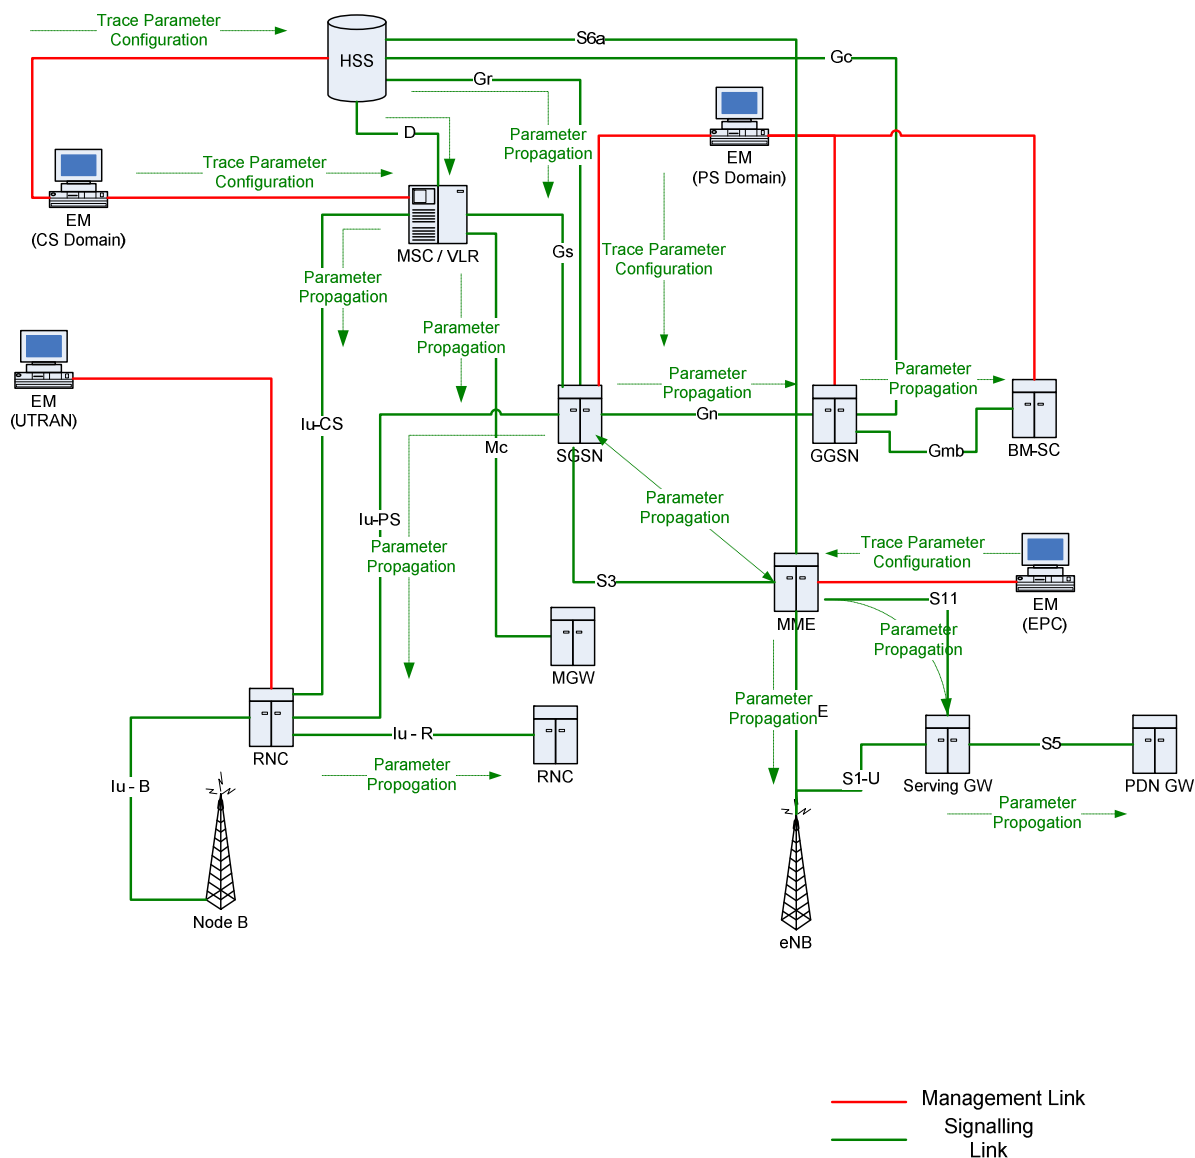 Trace Parameter
Configuration
HSS
S6a
Gc
Gr
D
Parameter
Propagation
EM
(PS Domain)
Trace Parameter
Configuration
EM
(CS Domain)
MSC / VLR
Gs
Trace Parameter
Configuration
Parameter
Propagation
Parameter
Propagation
EM
(UTRAN)
Parameter
Propagation
Parameter
Propagation
Iu-CS
Mc
SGSN
Gn
GGSN
Gmb
BM-SC
Parameter
Propagation
Iu-PS
Parameter
Propagation
Trace Parameter
Configuration
S3
MME
S11
EM
(EPC)
Parameter
Propagation
MGW
Parameter
Propagation
E
RNC
Iu - R
RNC
Parameter
Propogation
Iu - B
S1-U
Serving GW
S5
PDN GW
Parameter
Propogation
Node B
eNB
Management Link
Signalling
Link